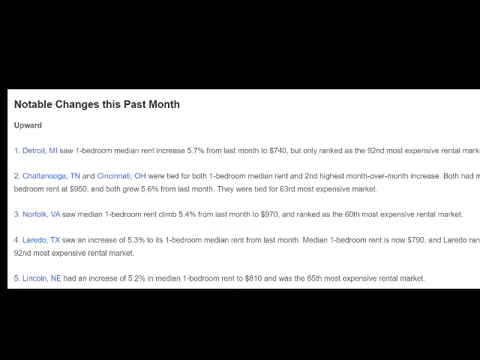 Notable Changes this Past Month
Upward
1. Detroit, MI saw 1-bedroom median rent increase 5.7% from last month to $740, but only ranked as the 92nd most expensive rental
2. Chattanooga, TN and Cincinnati, OH were tied for both 1-bedroom median rent and 2nd highest month-over-month increase. Both had
bedroom rent at $950, and both grew 5.6% from last month. They were tied for 63rd most expensive market.
3. Norfolk, VA saw median 1-bedroom rent climb 5.4% from last month to $970, and ranked as the 60th most expensive rental market.
4. Laredo, TX saw an increase of 5.3% to its 1-bedroom median rent from last month. Median 1-bedroom rent is now $790, and Laredo
92nd most expensive rental market.
5. Lincoln, NE had an increase of 5.2% in median 1-bedroom rent to $810 and was the 85th most expensive rental market.